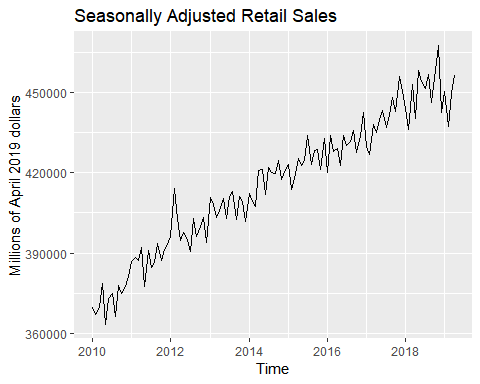 Seasonally Adjusted Retail Sales
Millions of April 2019 dollars
450000
420000
390000
360000
2010 2012 2014 2016 2018
Time